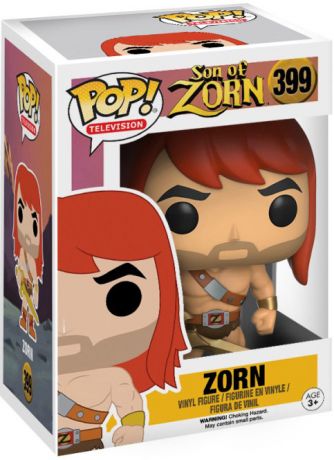 POP!
TELEVISION
Son of
ZORN
399
ZORN
399
Z
ZORN
VINYL FIGURE / FIGURINE EN VINYLE /
FIGURA DE VINIL
AGE
3+
WARNING: Choking Hazard.
May contain small parts.